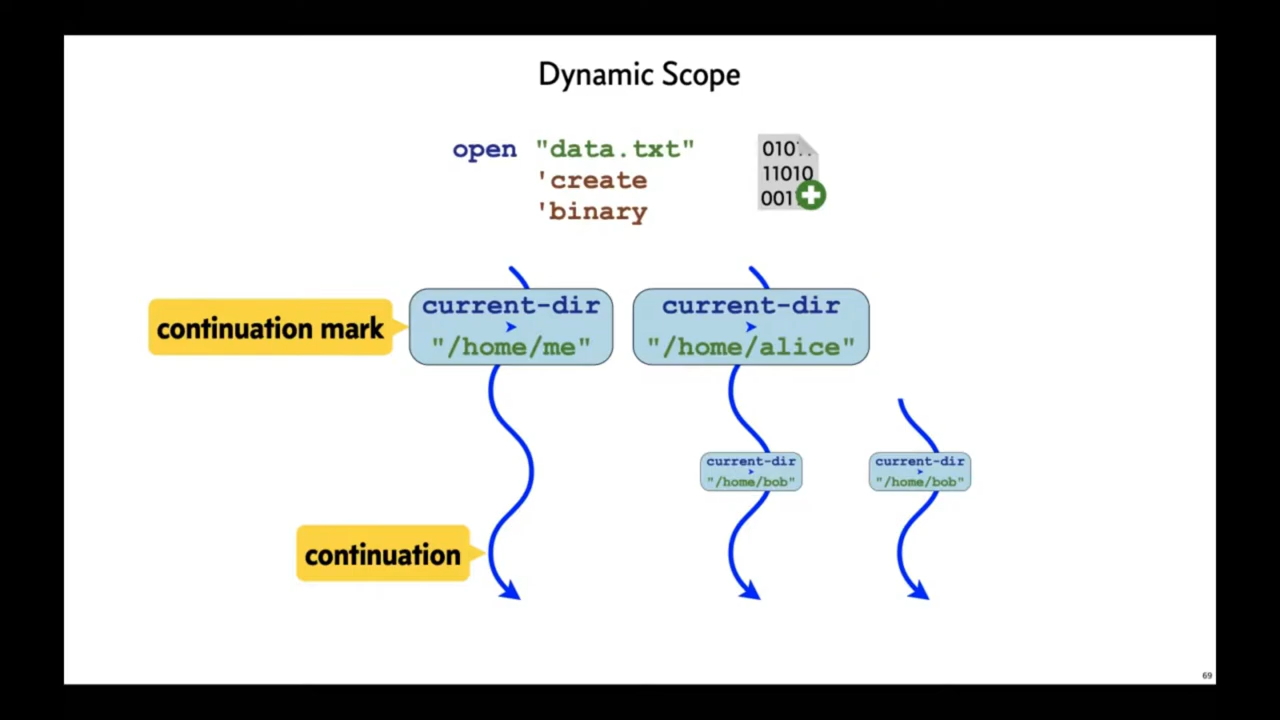 Dynamic Scope
open "data.txt"
'create
'binary
010
11010
001
continuation mark
current-dir
"/home/me"
current-dir
"/home/alice"
current-dir
"/home/bob"
current-dir
"/home/bob"
continuation
69